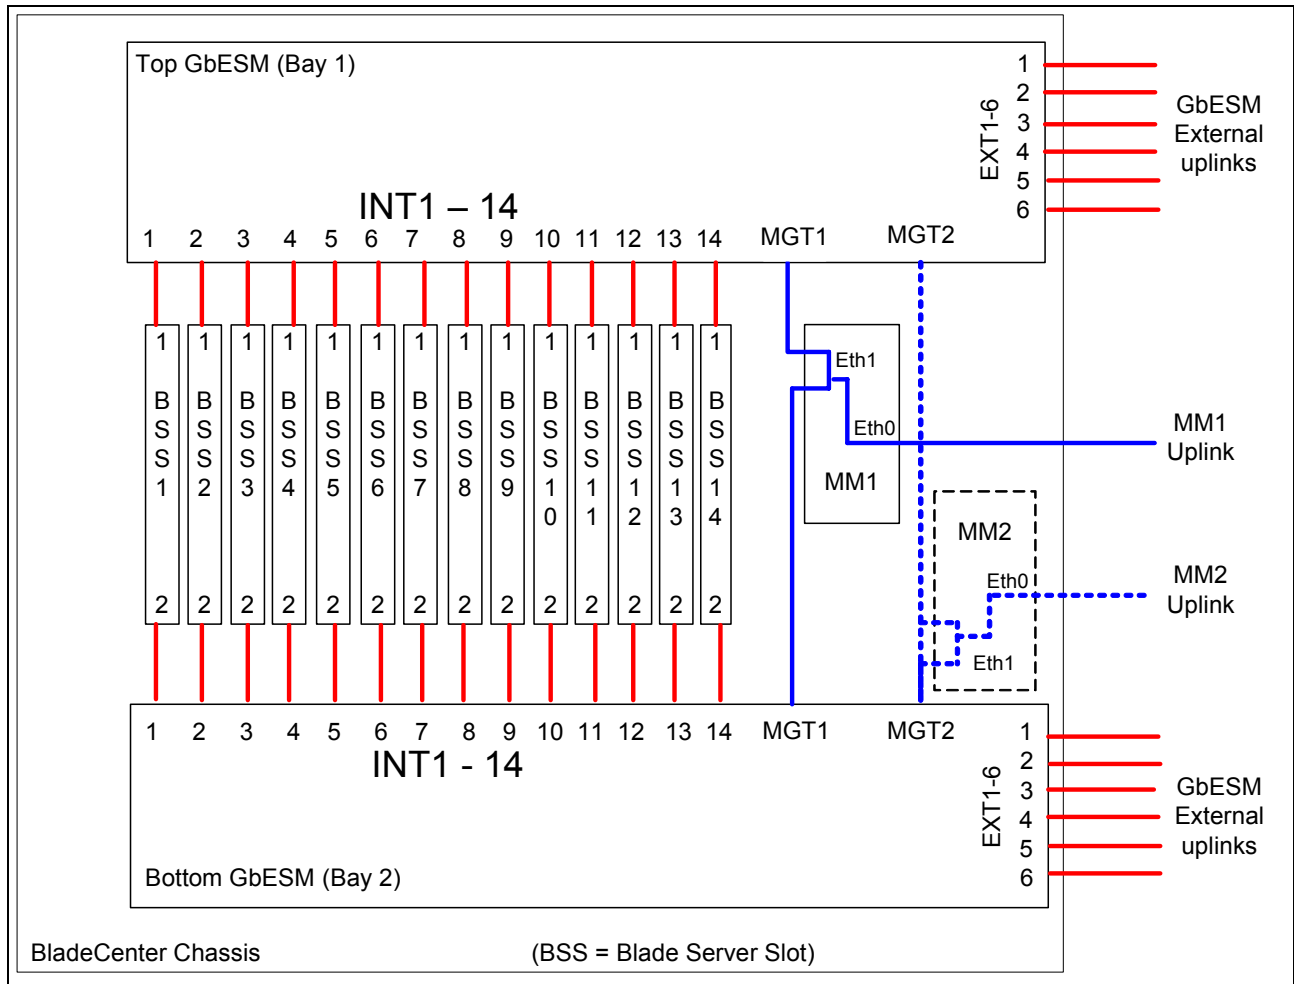 Top GbESM (Bay 1)
1
2
3
4
5
6
EXT1-6
GbESM
External
uplinks
INT1 – 14
1 2 3 4 5 6 7 8 9 10 11 12 13 14 MGT1 MGT2
1 1 1 1 1 1 1 1 1 1 1 1 1 1
BSS1 BSS2 BSS3 BSS4 BSS5 BSS6 BSS7 BSS8 BSS9 BSS10 BSS11 BSS12 BSS13 BSS14
2 2 2 2 2 2 2 2 2 2 2 2 2 2
Eth1
Eth0
MM1
MM1
Uplink
MM2
Eth0
Eth1
MM2
Uplink
1 2 3 4 5 6 7 8 9 10 11 12 13 14 MGT1 MGT2
INT1 - 14
1
2
3
4
5
6
EXT1-6
GbESM
External
uplinks
Bottom GbESM (Bay 2)
BladeCenter Chassis
(BSS = Blade Server Slot)